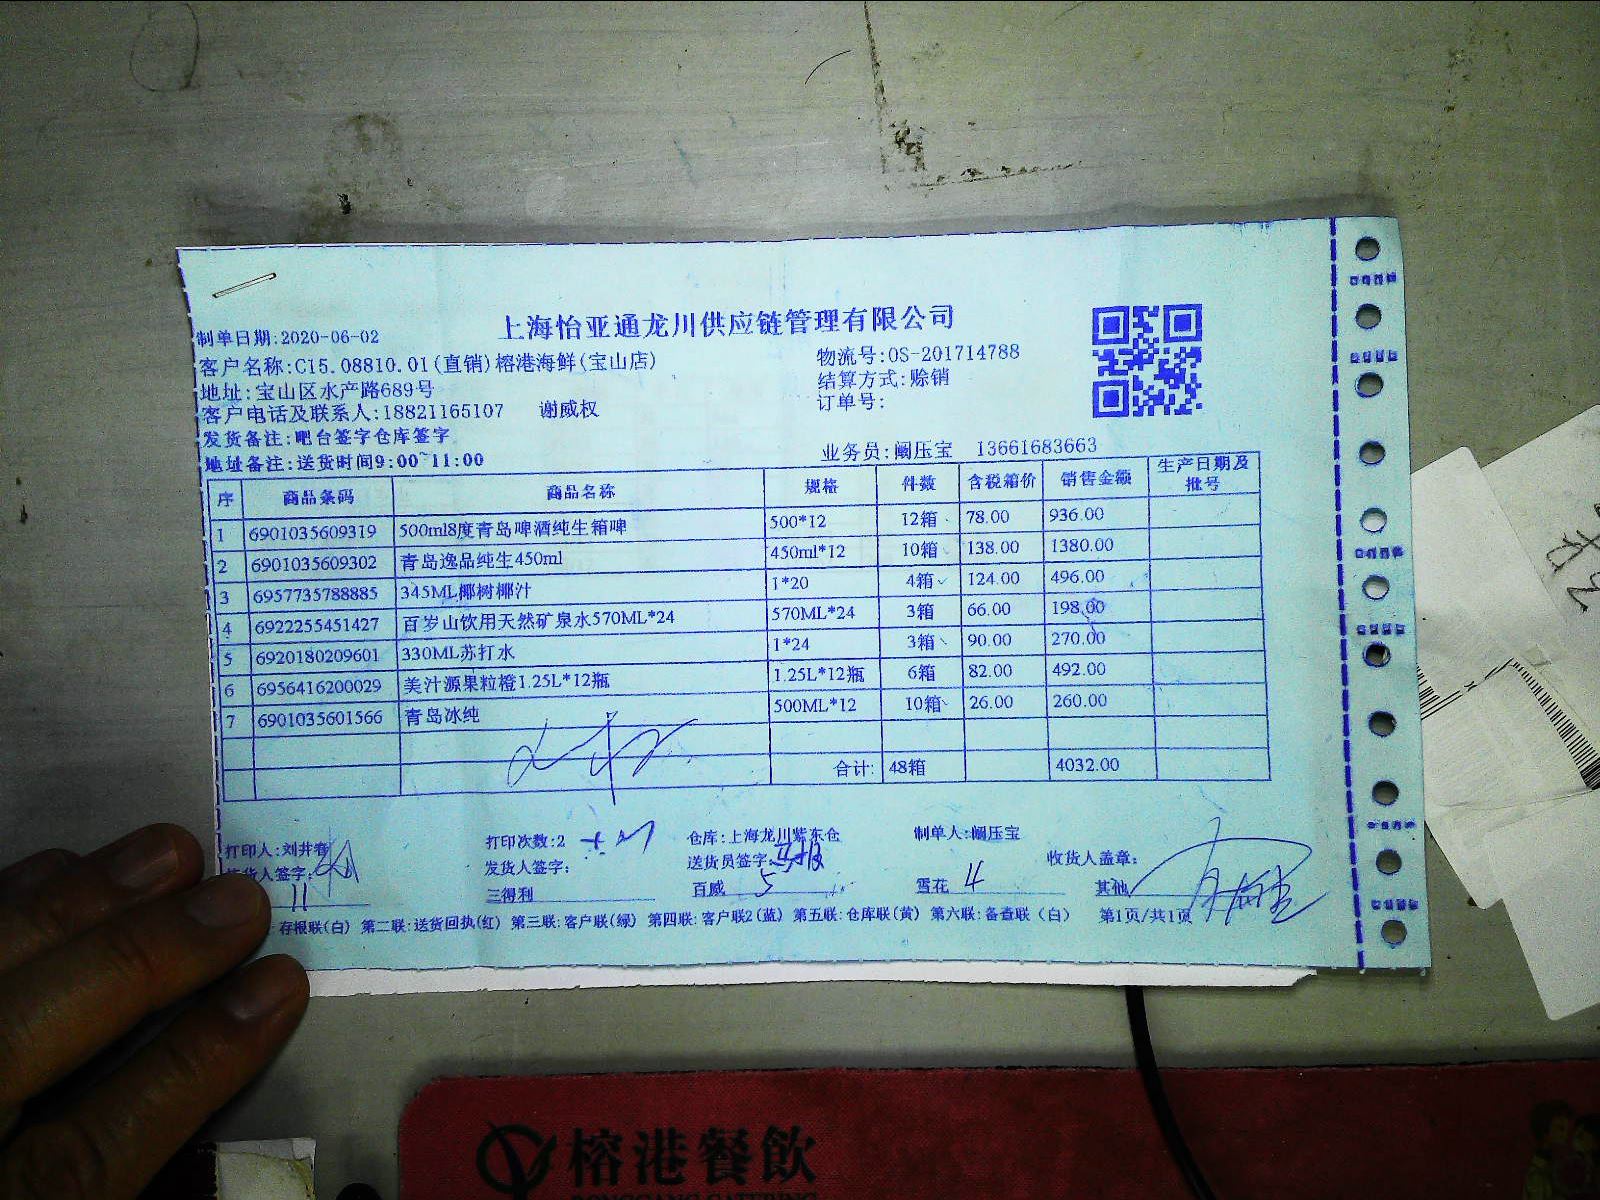 上海怡亚通龙川供应链管理有限公司
制单日期:2020-06-02
客户名称:C15.08810.01(直销)榕港海鲜(宝山店)
物流号:OS-201714788
地址:宝山区水产路689号
结算方式:赊销
客户电话及联系人:18821165107 谢威权
订单号:
发货备注:吧台签字仓库签字
地址备注:送货时间9:00~11:00
业务员:阚压宝 13661683663
序 商品条码 商品名称 规格 件数 含税箱价 销售金额 生产日期及批号
1 6901035609319 500ml8度青岛啤酒纯生箱啤 500*12 12箱 78.00 936.00
2 6901035609302 青岛逸品纯生450ml 450ml*12 10箱 138.00 1380.00
3 6957735788885 345ML椰树椰汁 1*20 4箱 124.00 496.00
4 6922255451427 百岁山饮用天然矿泉水570ML*24 570ML*24 3箱 66.00 198.00
5 6920180209601 330ML苏打水 1*24 3箱 90.00 270.00
6 6956416200029 美汁源果粒橙1.25L*12瓶 1.25L*12瓶 6箱 82.00 492.00
7 6901035601566 青岛冰纯 500ML*12 10箱 26.00 260.00
合计: 48箱 4032.00
打印人:刘井春 打印次数:2 仓库:上海龙川紫东仓 制单人:阚压宝
货人签字: 发货人签字: 送货员签字: 收货人盖章:
11 三得利 百威 5 雪花 4 其他
存根联(白) 第二联:送货回执(红) 第三联:客户联(绿) 第四联:客户联2(蓝) 第五联:仓库联(黄) 第六联:备查联(白) 第1页/共1页
榕港餐飲